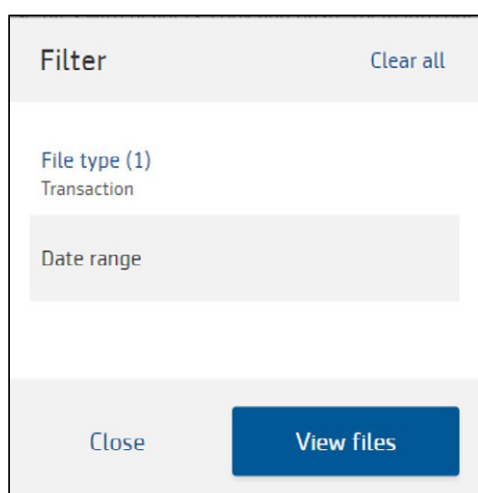 Filter
Clear all
File type (1)
Transaction
Date range
Close
View files